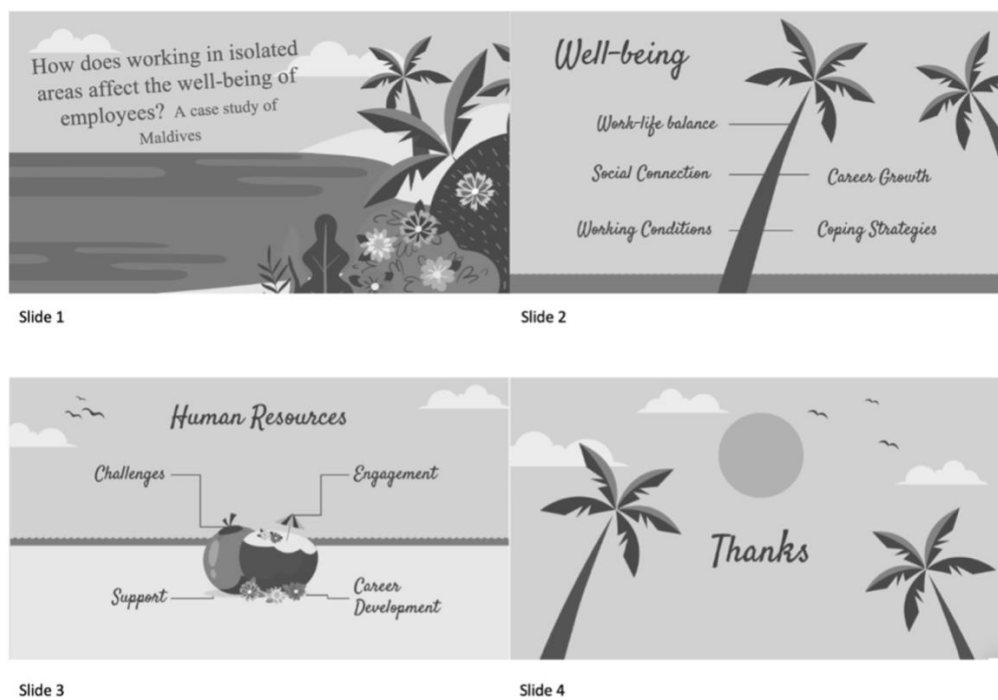 How does working in isolated
areas affect the well-being of
employees? A case study of
Maldives
Slide 1
Well-being
Work-life balance
Social Connection
Career Growth
Working Conditions
Coping Strategies
Slide 2
Human Resources
Challenges
Engagement
Support
Career
Development
Slide 3
Thanks
Slide 4